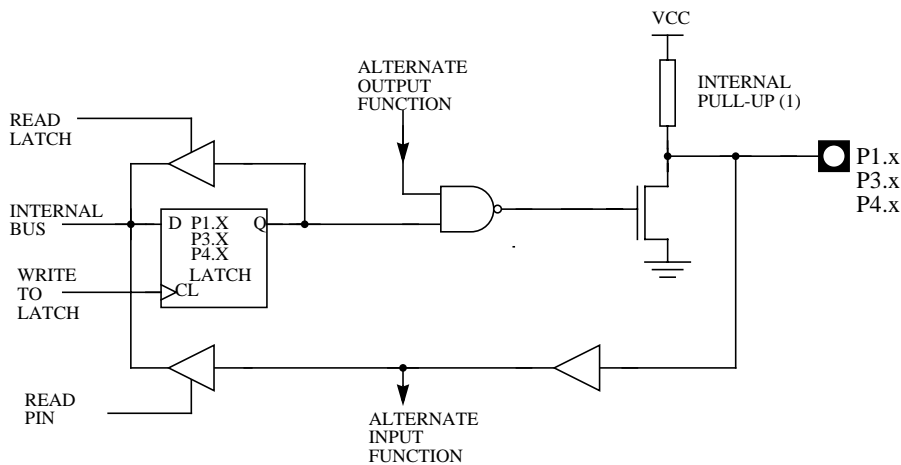 VCC
ALTERNATE
OUTPUT
FUNCTION
INTERNAL
PULL-UP (1)
READ
LATCH
P1.x
P3.x
P4.x
INTERNAL
BUS
D P1.X Q
P3.X
P4.X
LATCH
CL
WRITE
TO
LATCH
READ
PIN
ALTERNATE
INPUT
FUNCTION